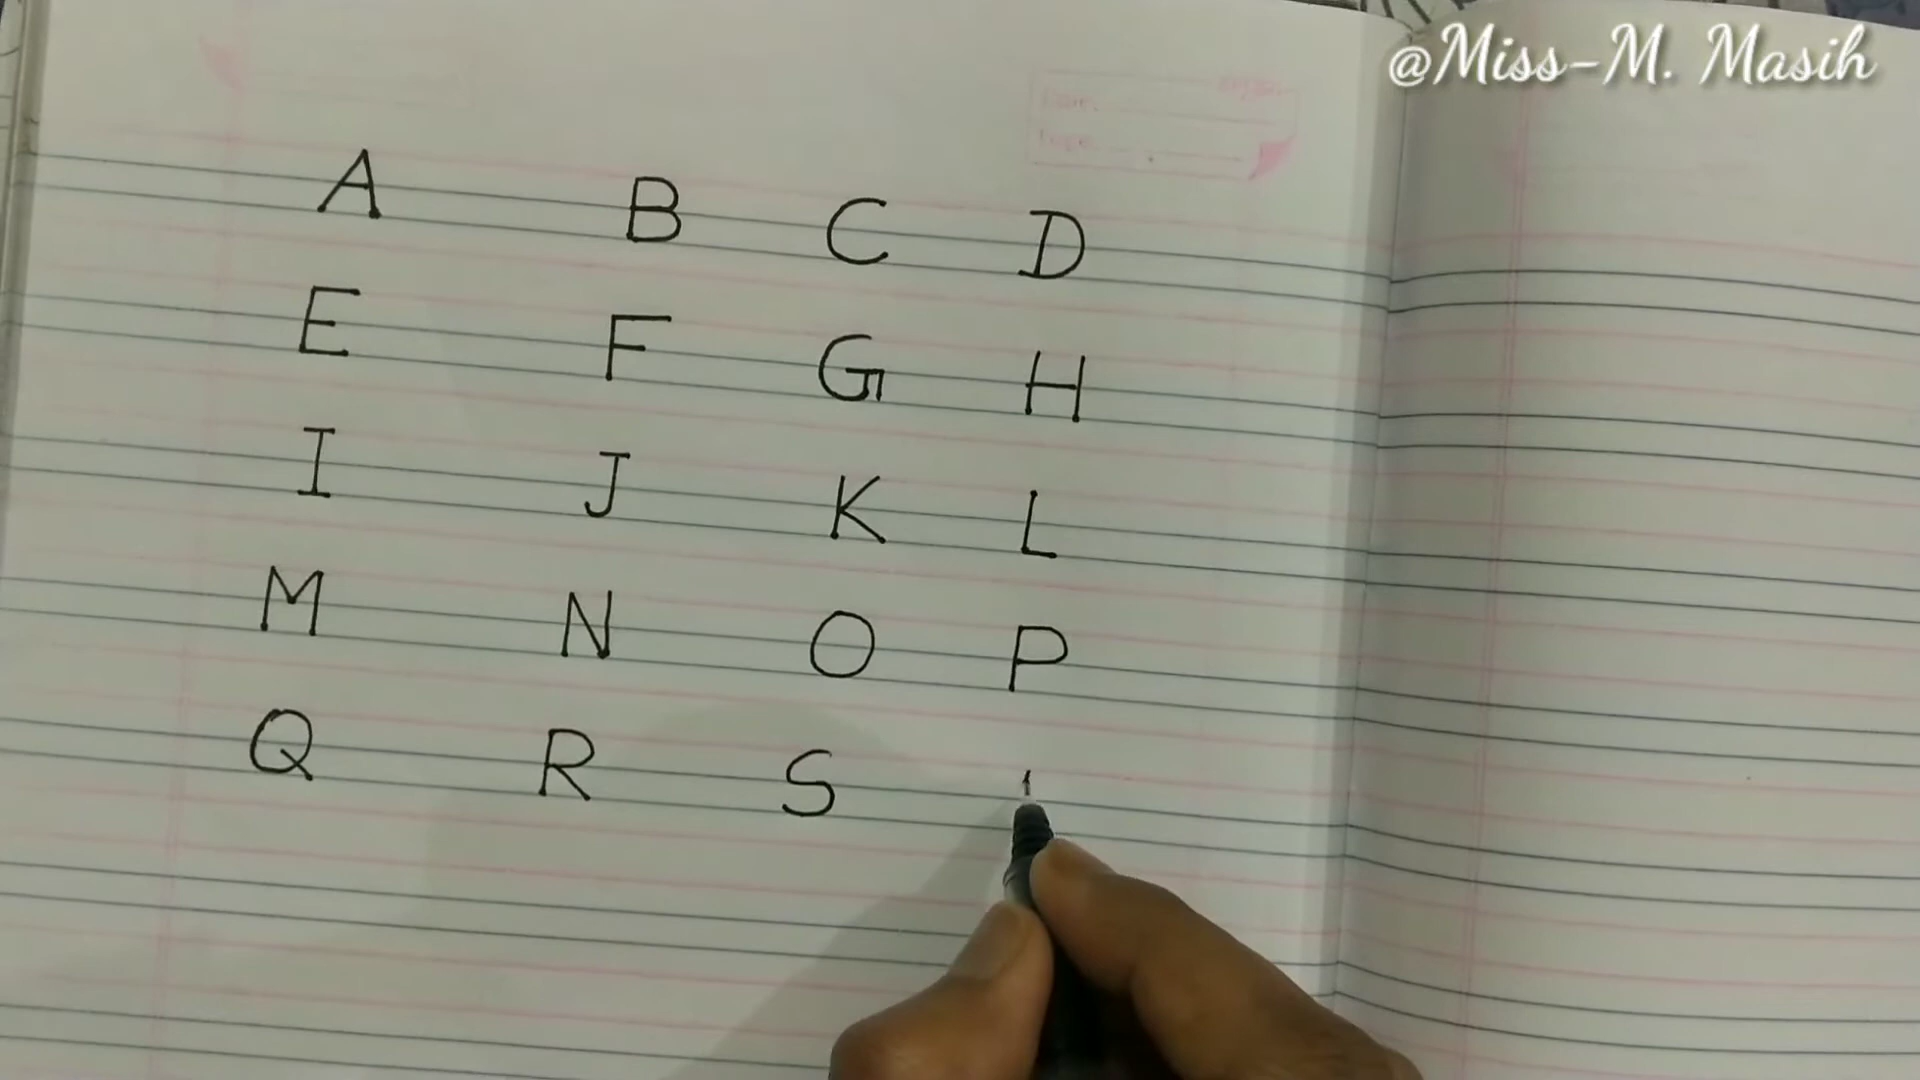 @Miss-M. Masih
A B C D
E F G H
I J K L
M N O P
Q R S